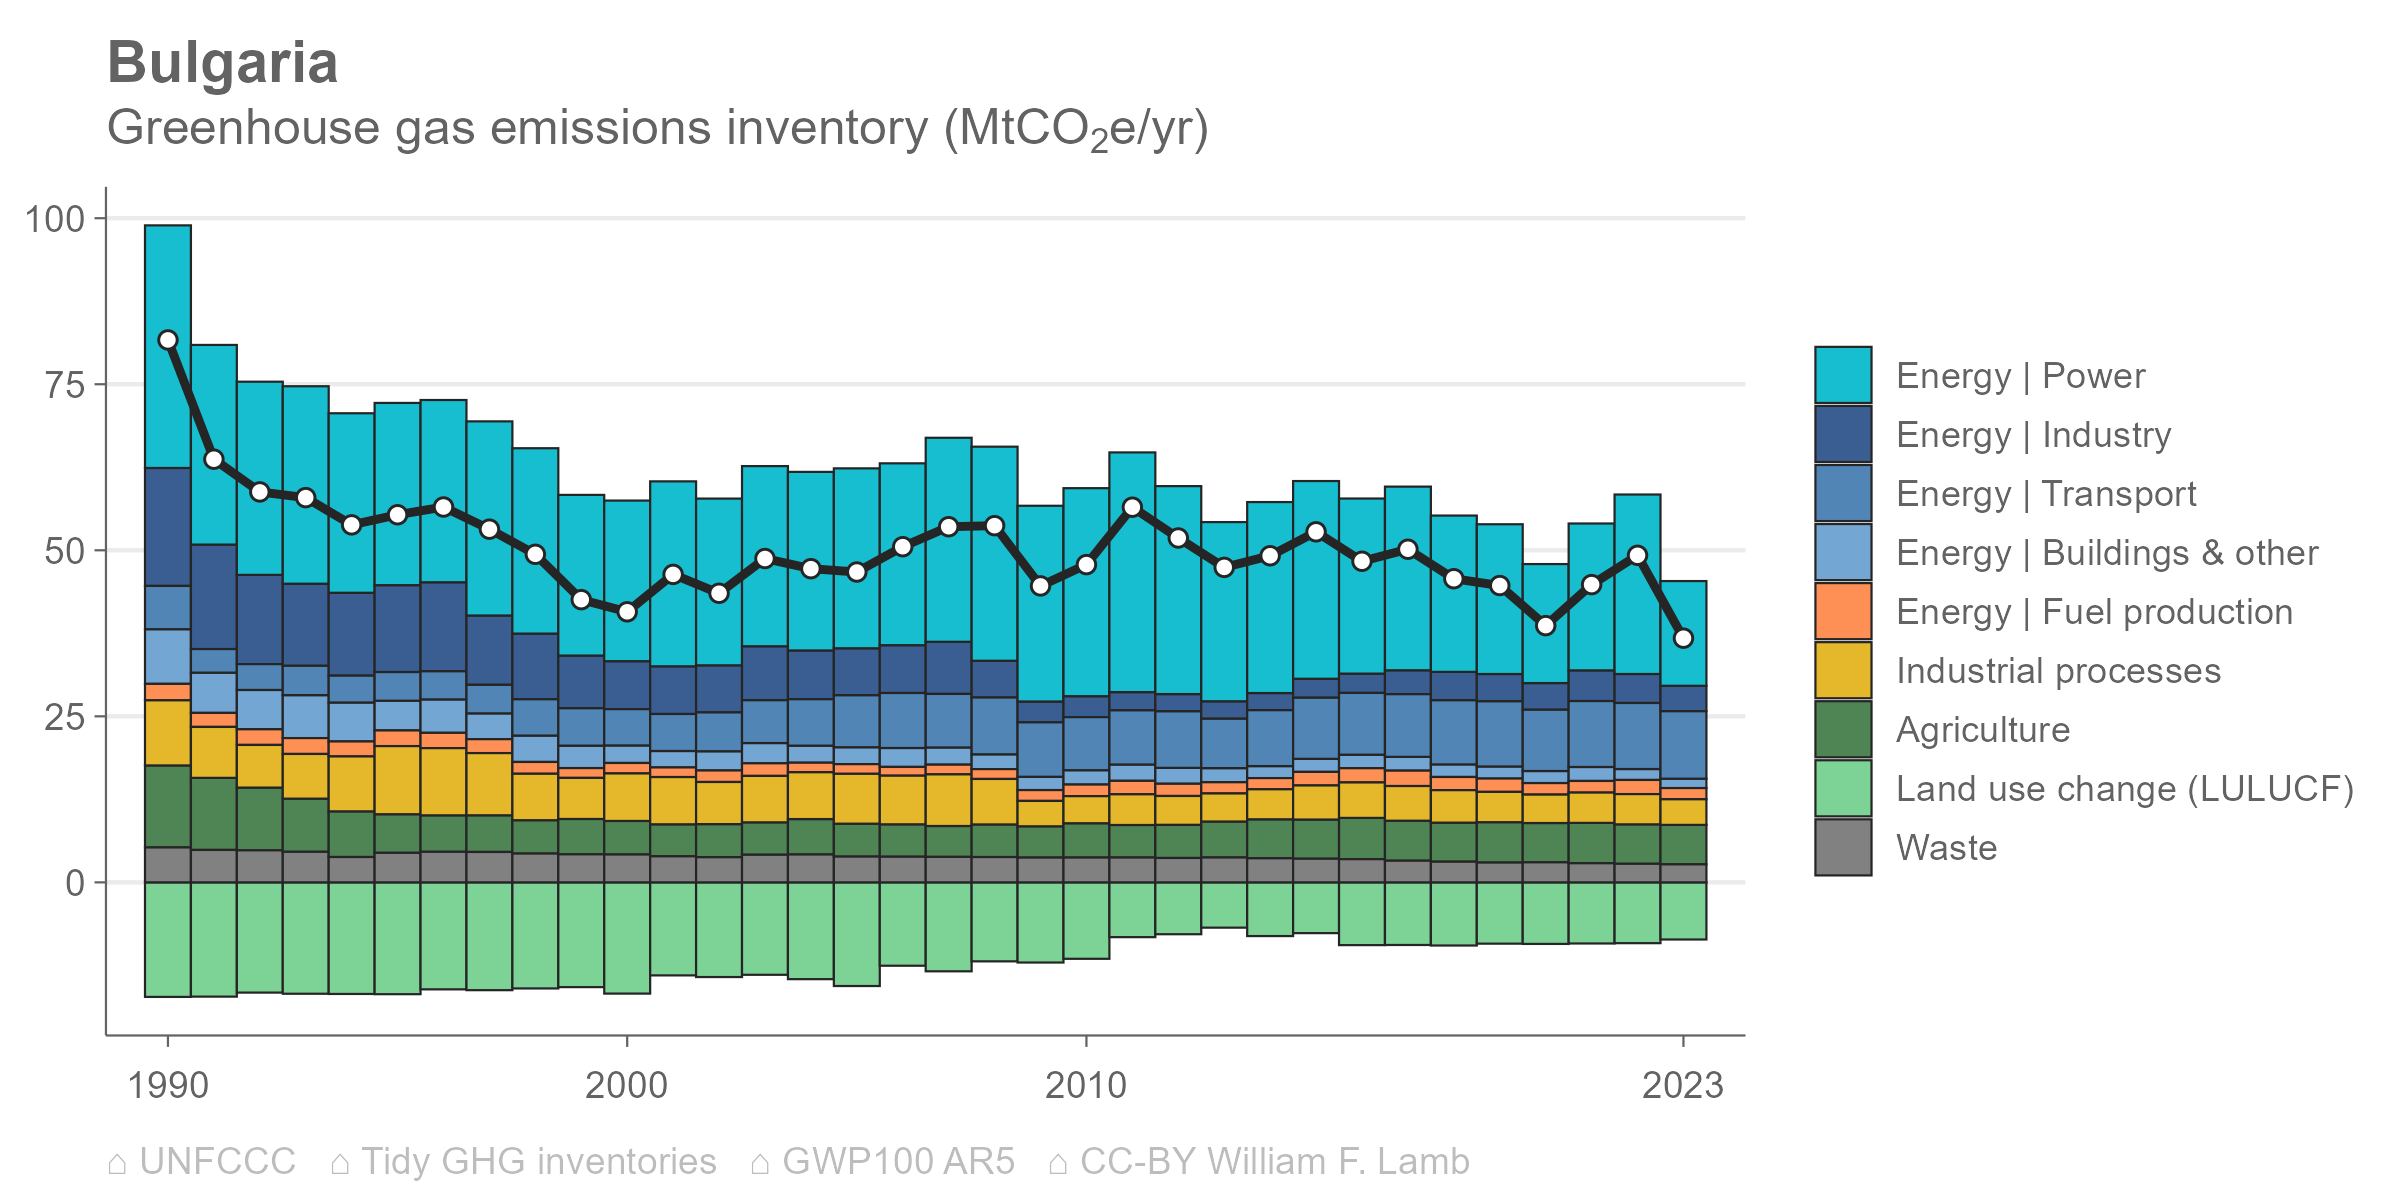 Bulgaria
Greenhouse gas emissions inventory (MtCO₂e/yr)
100
75
50
25
0
1990
2000
2010
2023
Energy | Power
Energy | Industry
Energy | Transport
Energy | Buildings & other
Energy | Fuel production
Industrial processes
Agriculture
Land use change (LULUCF)
Waste
⌂ UNFCCC ⌂ Tidy GHG inventories ⌂ GWP100 AR5 ⌂ CC-BY William F. Lamb